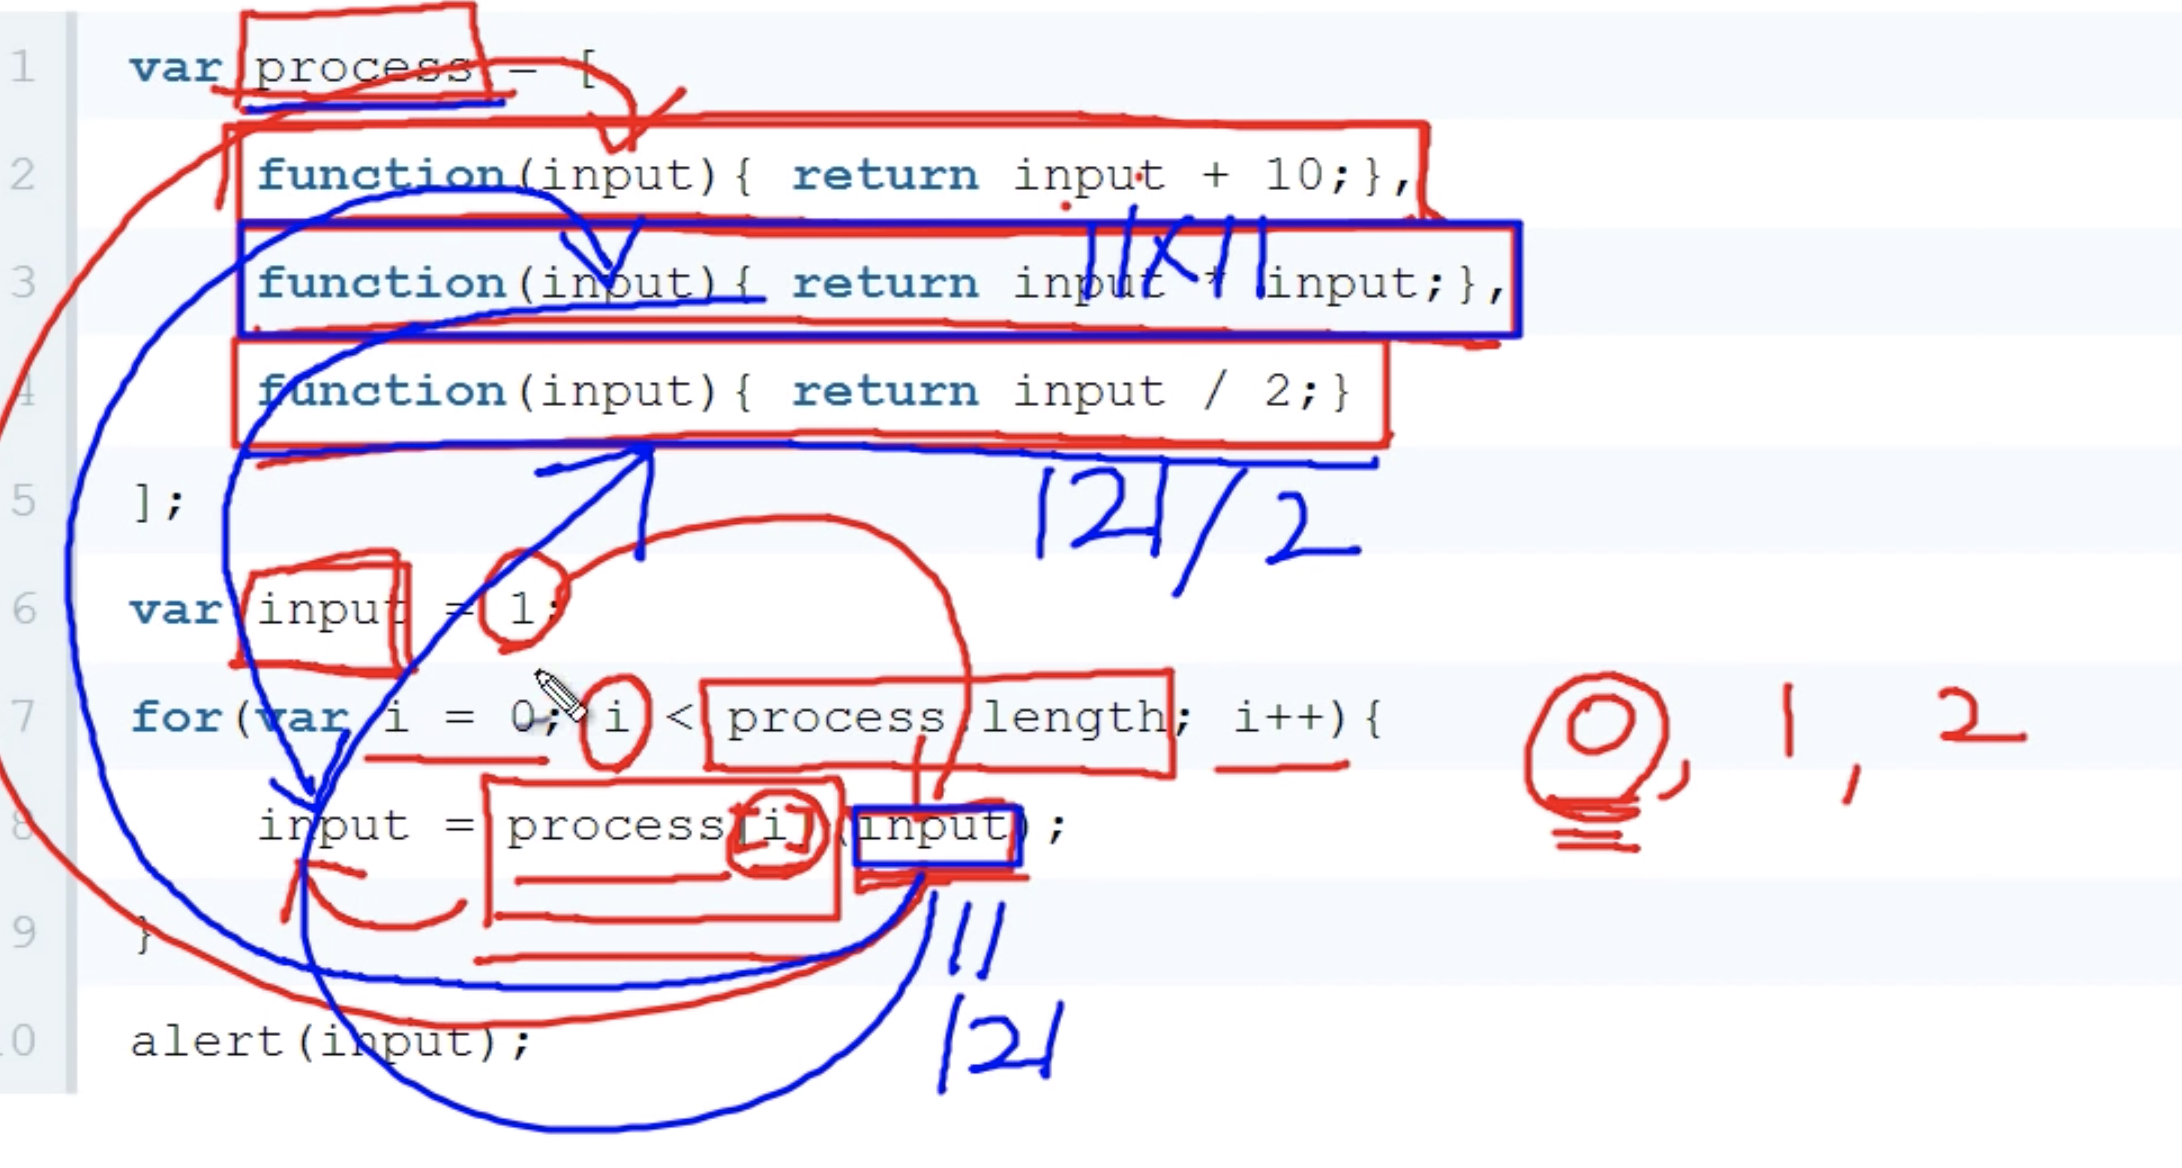 1 var process = [
2 function(input){ return input + 10;},
3 function(input){ return input * input;},
11×11
4 function(input){ return input / 2;}
121/2
5 ];
6 var input = 1;
7 for(var i = 0; i < process.length; i++){
0, 1, 2
8 input = process[i](input);
11
9 }
121
10 alert(input);